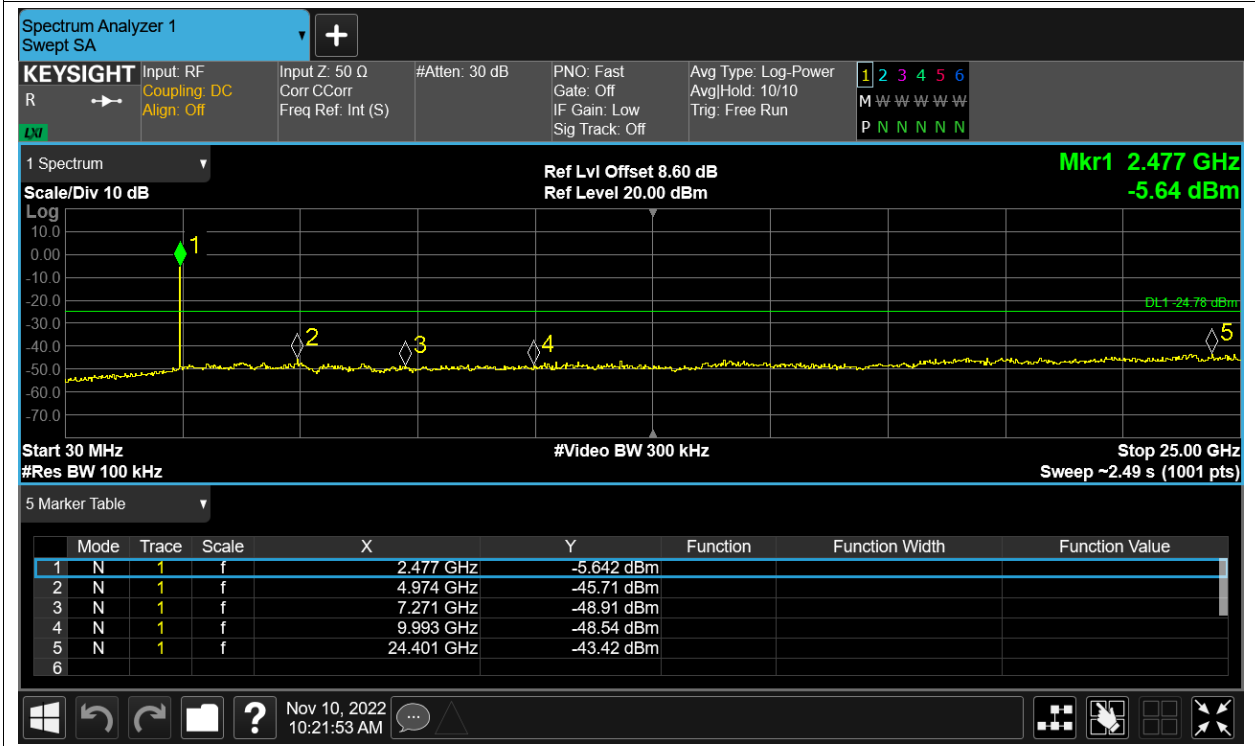 Spectrum Analyzer 1
Swept SA
+
KEYSIGHT Input: RF Input Z: 50 Ω #Atten: 30 dB PNO: Fast Avg Type: Log-Power 1 2 3 4 5 6
R Coupling: DC Corr CCorr Gate: Off Avg|Hold: 10/10 M W W W W W
Align: Off Freq Ref: Int (S) IF Gain: Low Trig: Free Run
LXI Sig Track: Off P N N N N N
1 Spectrum Ref Lvl Offset 8.60 dB Mkr1 2.477 GHz
Scale/Div 10 dB Ref Level 20.00 dBm -5.64 dBm
Log
10.0
0.00
-10.0
-20.0
-30.0
-40.0
-50.0
-60.0
-70.0
1
DL1 -24.78 dBm
2
3
4
5
Start 30 MHz #Video BW 300 kHz Stop 25.00 GHz
#Res BW 100 kHz Sweep ~2.49 s (1001 pts)
5 Marker Table
Mode Trace Scale X Y Function Function Width Function Value
1 N 1 f 2.477 GHz -5.642 dBm
2 N 1 f 4.974 GHz -45.71 dBm
3 N 1 f 7.271 GHz -48.91 dBm
4 N 1 f 9.993 GHz -48.54 dBm
5 N 1 f 24.401 GHz -43.42 dBm
6
? Nov 10, 2022
10:21:53 AM